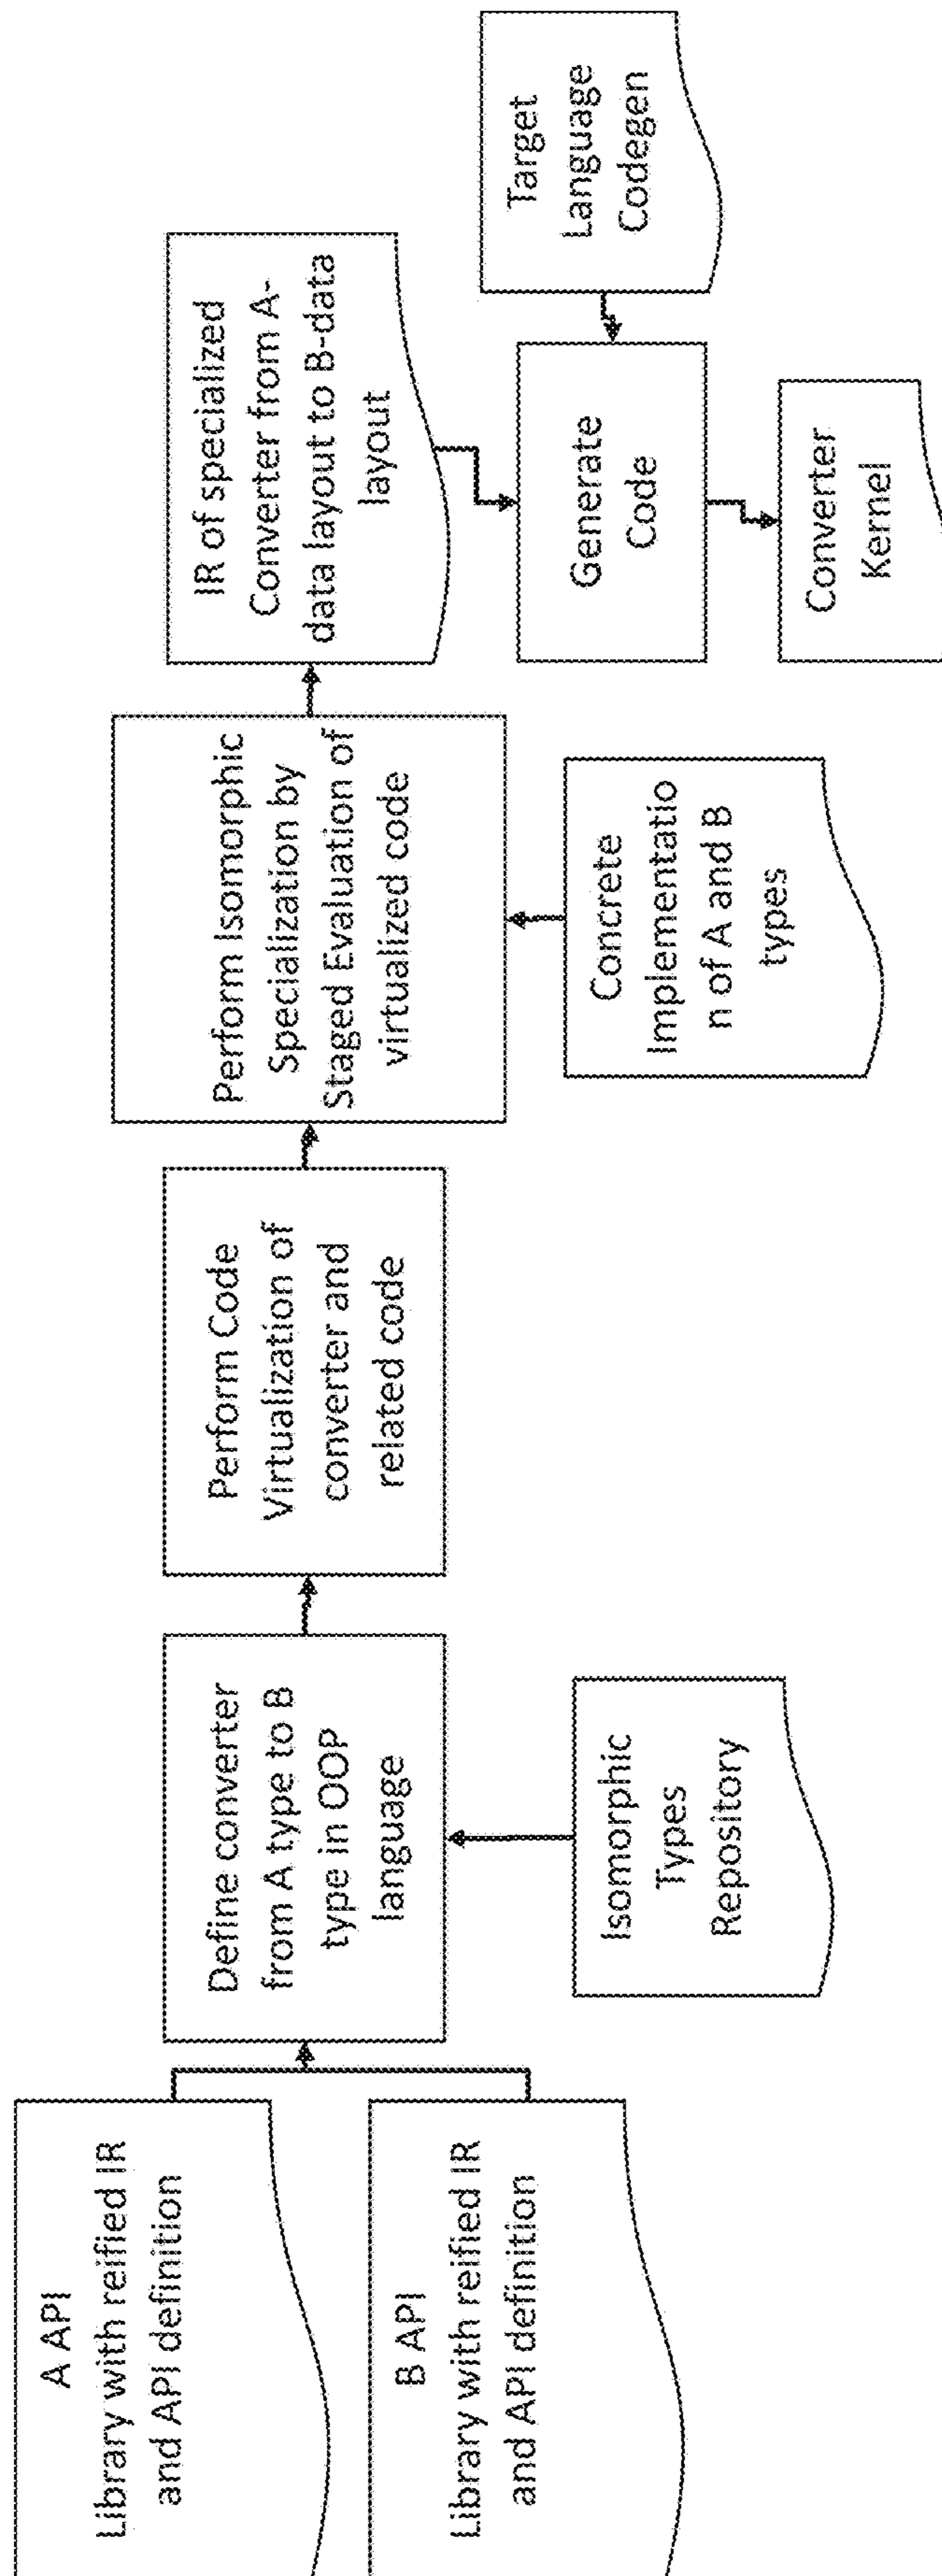 A API
Library with reified IR
and API definition
B API
Library with reified IR
and API definition
Define converter
from A type to B
type in OOP
language
Isomorphic
Types
Repository
Perform Code
Virtualization of
converter and
related code
Perform Isomorphic
Specialization by
Staged Evaluation of
virtualized code
Concrete
Implementatio
n of A and B
types
IR of specialized
Converter from A-
data layout to B-data
layout
Generate
Code
Target
Language
Codegen
Converter
Kernel